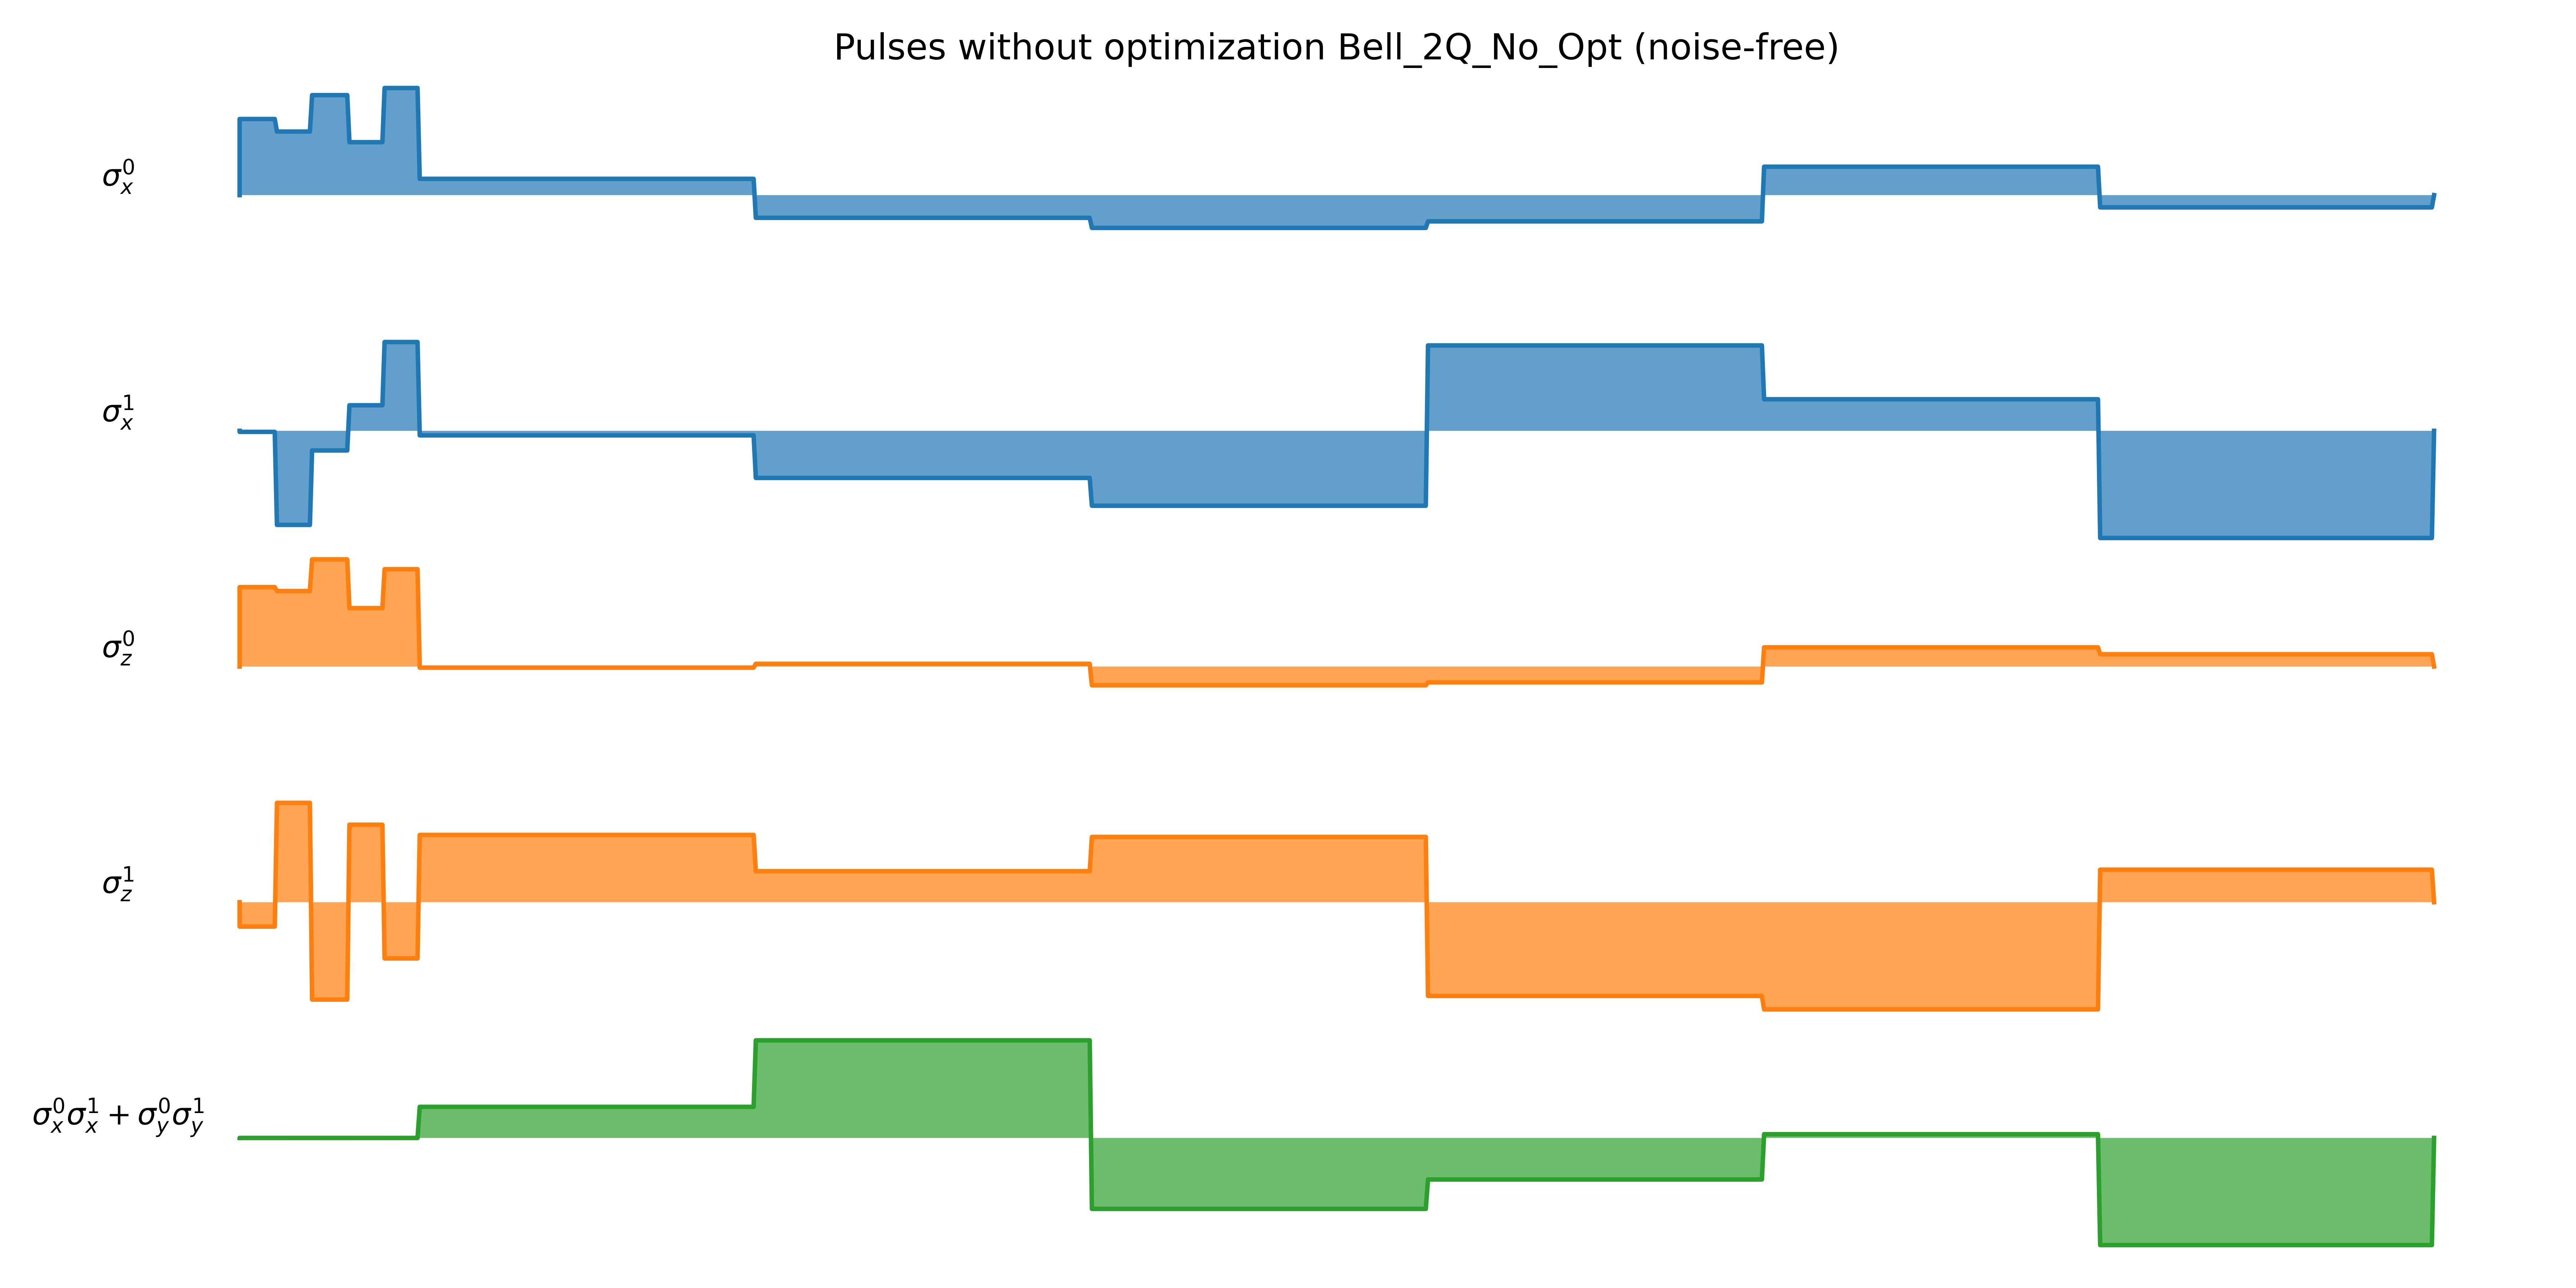 Pulses without optimization Bell_2Q_No_Opt (noise-free)
σ_x^0
σ_x^1
σ_z^0
σ_z^1
σ_x^0σ_x^1 + σ_y^0σ_y^1